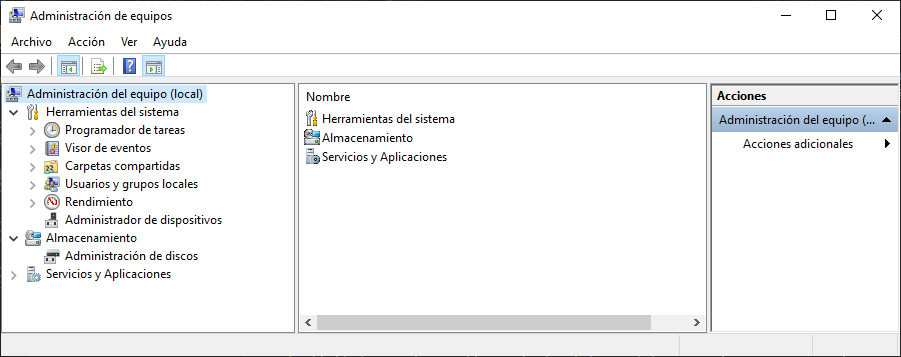 Administración de equipos
Archivo Acción Ver Ayuda
Administración del equipo (local)
Herramientas del sistema
Programador de tareas
Visor de eventos
Carpetas compartidas
Usuarios y grupos locales
Rendimiento
Administrador de dispositivos
Almacenamiento
Administración de discos
Servicios y Aplicaciones
Nombre
Herramientas del sistema
Almacenamiento
Servicios y Aplicaciones
Acciones
Administración del equipo (...
Acciones adicionales